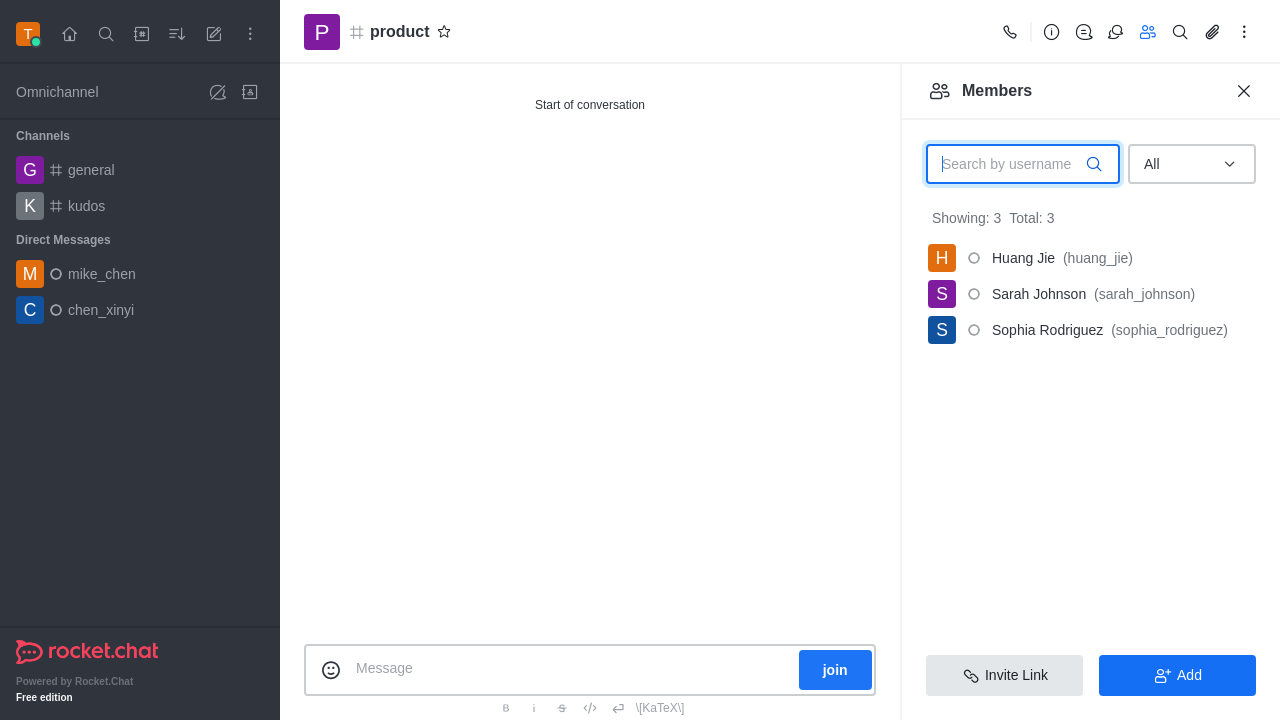 T
Omnichannel
Channels
G general
K kudos
Direct Messages
M mike_chen
C chen_xinyi
rocket.chat
Powered by Rocket.Chat
Free edition
P product
Start of conversation
Message
join
B i S \[KaTeX\]
Members
Search by username
All
Showing: 3 Total: 3
H Huang Jie (huang_jie)
S Sarah Johnson (sarah_johnson)
S Sophia Rodriguez (sophia_rodriguez)
Invite Link
Add